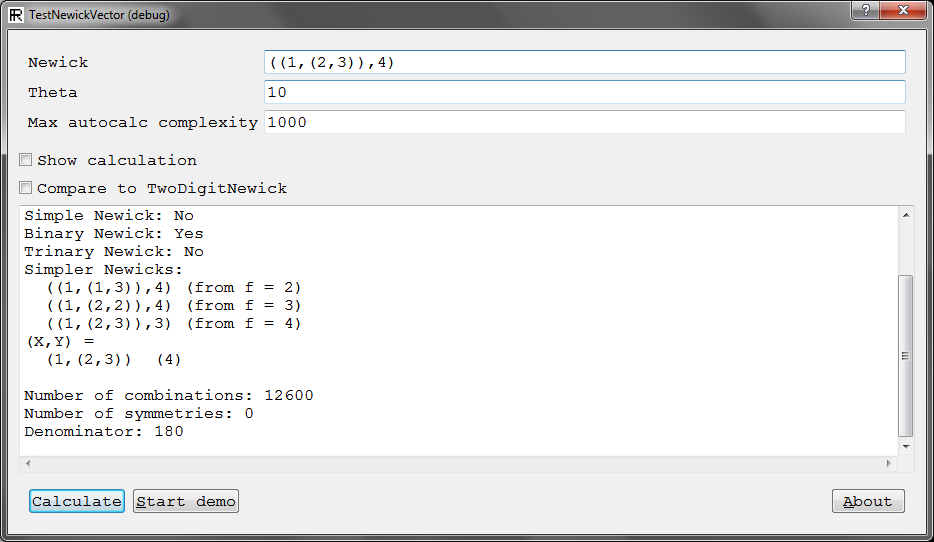 TestNewickVector (debug)
Newick ((1,(2,3)),4)
Theta 10
Max autocalc complexity 1000
Show calculation
Compare to TwoDigitNewick
Simple Newick: No
Binary Newick: Yes
Trinary Newick: No
Simpler Newicks:
((1,(1,3)),4) (from f = 2)
((1,(2,2)),4) (from f = 3)
((1,(2,3)),3) (from f = 4)
(X,Y) =
(1,(2,3)) (4)
Number of combinations: 12600
Number of symmetries: 0
Denominator: 180
Calculate Start demo About